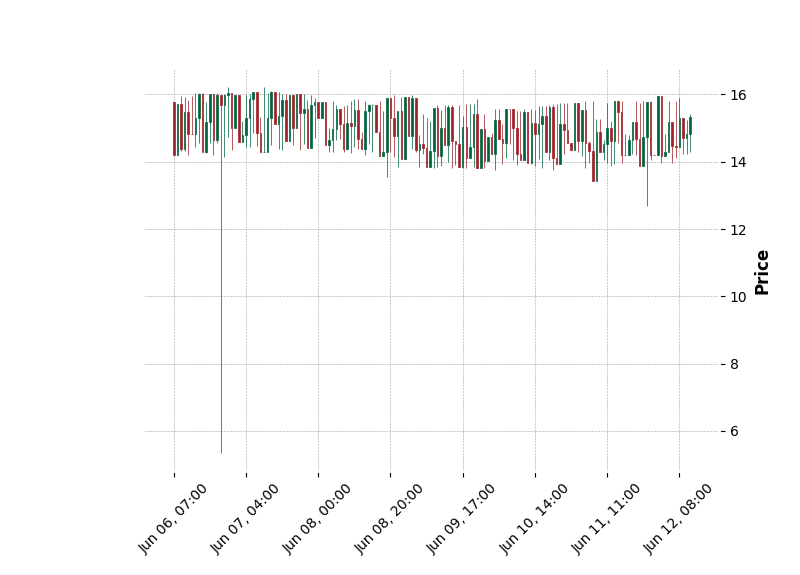 16
14
12
10
8
6
Price
Jun 06, 07:00
Jun 07, 04:00
Jun 08, 00:00
Jun 08, 20:00
Jun 09, 17:00
Jun 10, 14:00
Jun 11, 11:00
Jun 12, 08:00